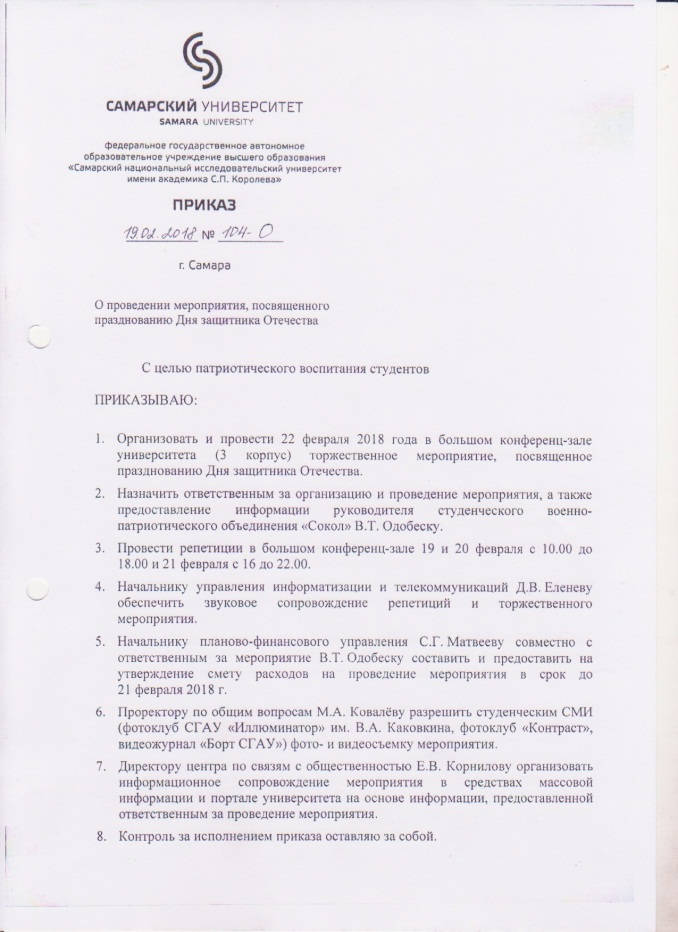 САМАРСКИЙ УНИВЕРСИТЕТ
SAMARA UNIVERSITY
федеральное государственное автономное
образовательное учреждение высшего образования
«Самарский национальный исследовательский университет
имени академика С.П. Королева»
ПРИКАЗ
19.02.2018 № 104-О
г. Самара
О проведении мероприятия, посвященного
празднованию Дня защитника Отечества
С целью патриотического воспитания студентов
ПРИКАЗЫВАЮ:
1. Организовать и провести 22 февраля 2018 года в большом конференц-зале
университета (3 корпус) торжественное мероприятие, посвященное
празднованию Дня защитника Отечества.
2. Назначить ответственным за организацию и проведение мероприятия, а также
предоставление информации руководителя студенческого военно-
патриотического объединения «Сокол» В.Т. Одобеску.
3. Провести репетиции в большом конференц-зале 19 и 20 февраля с 10.00 до
18.00 и 21 февраля с 16 до 22.00.
4. Начальнику управления информатизации и телекоммуникаций Д.В. Еленеву
обеспечить звуковое сопровождение репетиций и торжественного
мероприятия.
5. Начальнику планово-финансового управления С.Г. Матвееву совместно с
ответственным за мероприятие В.Т. Одобеску составить и предоставить на
утверждение смету расходов на проведение мероприятия в срок до
21 февраля 2018 г.
6. Проректору по общим вопросам М.А. Ковалёву разрешить студенческим СМИ
(фотоклуб СГАУ «Иллюминатор» им. В.А. Каковкина, фотоклуб «Контраст»,
видеожурнал «Борт СГАУ») фото- и видеосъемку мероприятия.
7. Директору центра по связям с общественностью Е.В. Корнилову организовать
информационное сопровождение мероприятия в средствах массовой
информации и портале университета на основе информации, предоставленной
ответственным за проведение мероприятия.
8. Контроль за исполнением приказа оставляю за собой.